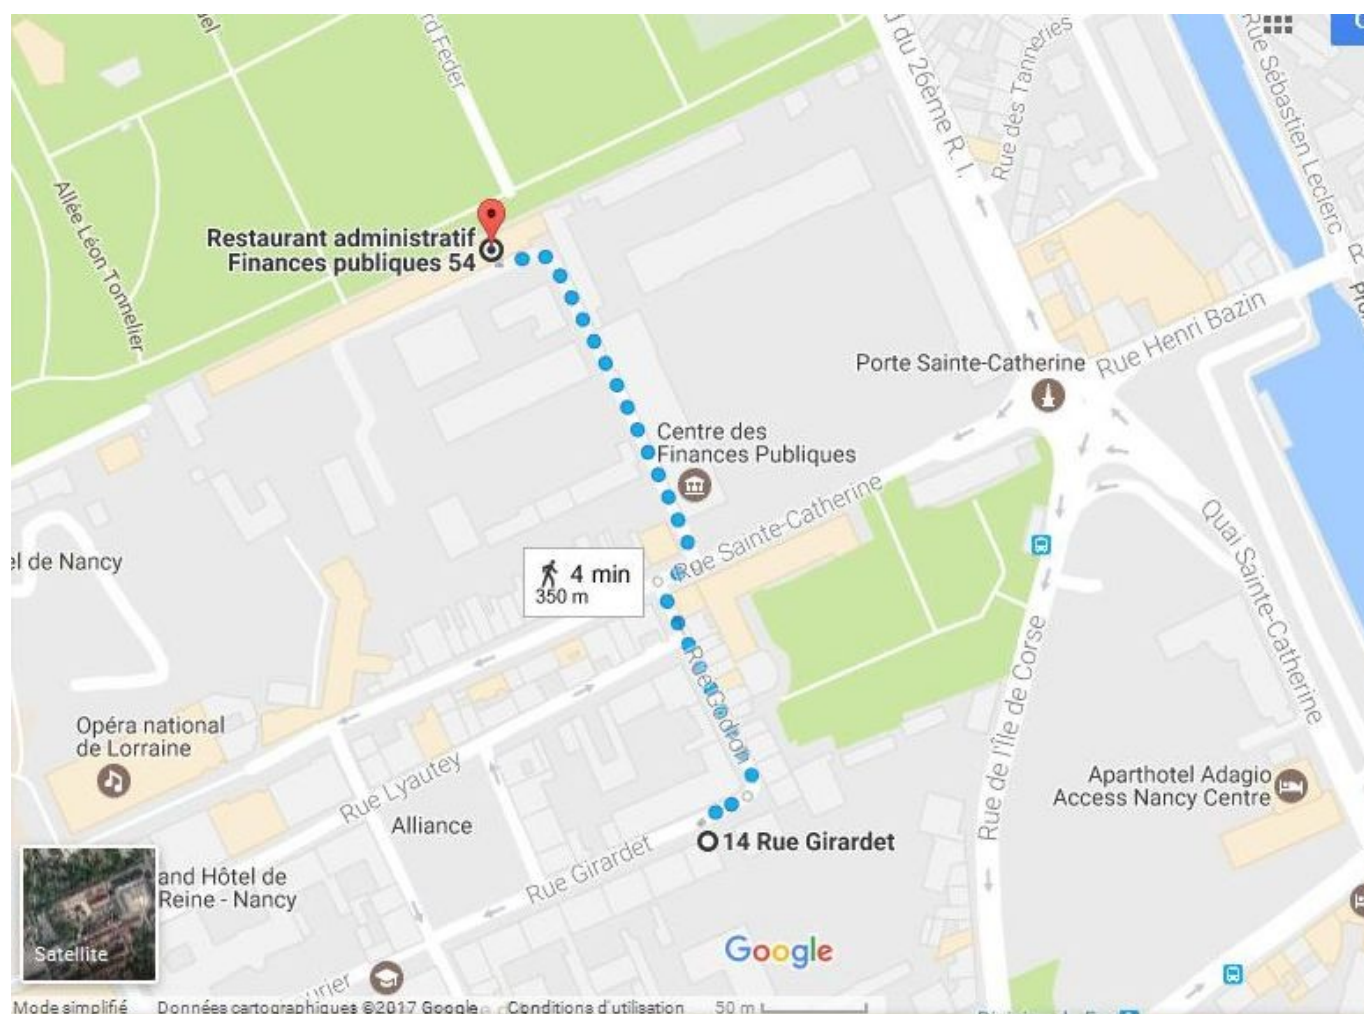 rd Feder
d du 26ème R. I.
Rue des Tanneries
Rue Sébastien Leclerc
Allée Léon Tonnelier
Restaurant administratif
Finances publiques 54
Rue Henri Bazin
Porte Sainte-Catherine
Centre des
Finances Publiques
Rue Sainte-Catherine
Quai Sainte-Catherine
el de Nancy
4 min
350 m
Rue Godron
Rue de l'Île de Corse
Opéra national
de Lorraine
Rue Lyautey
Alliance
Aparthotel Adagio
Access Nancy Centre
14 Rue Girardet
Rue Girardet
and Hôtel de
Reine - Nancy
Satellite
Google
urier
Mode simplifié
Données cartographiques ©2017 Google
Conditions d'utilisation
50 m